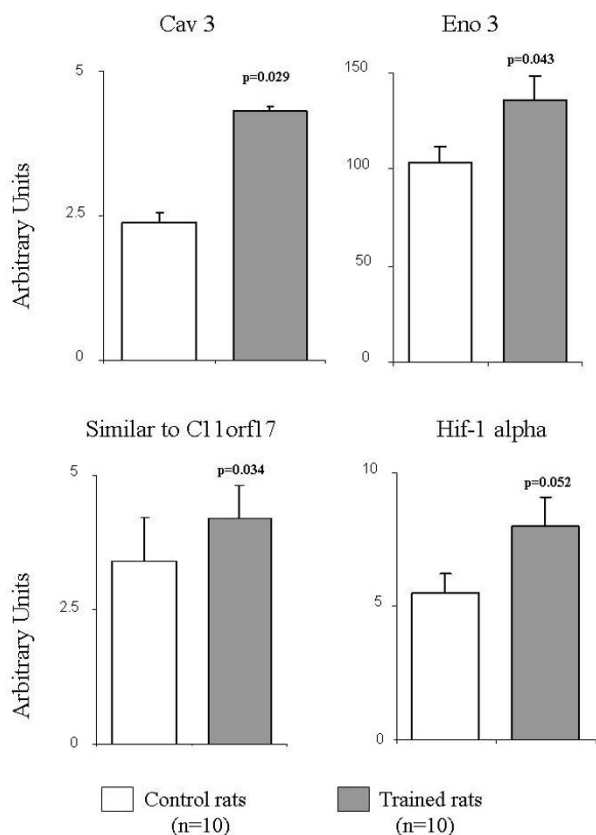 Cav 3
Eno 3
5
p=0.029
2.5
0
Arbitrary Units
150
p=0.043
100
50
0
Similar to C11orf17
Hif-1 alpha
5
p=0.034
2.5
0
Arbitrary Units
10
p=0.052
5
0
Control rats
(n=10)
Trained rats
(n=10)